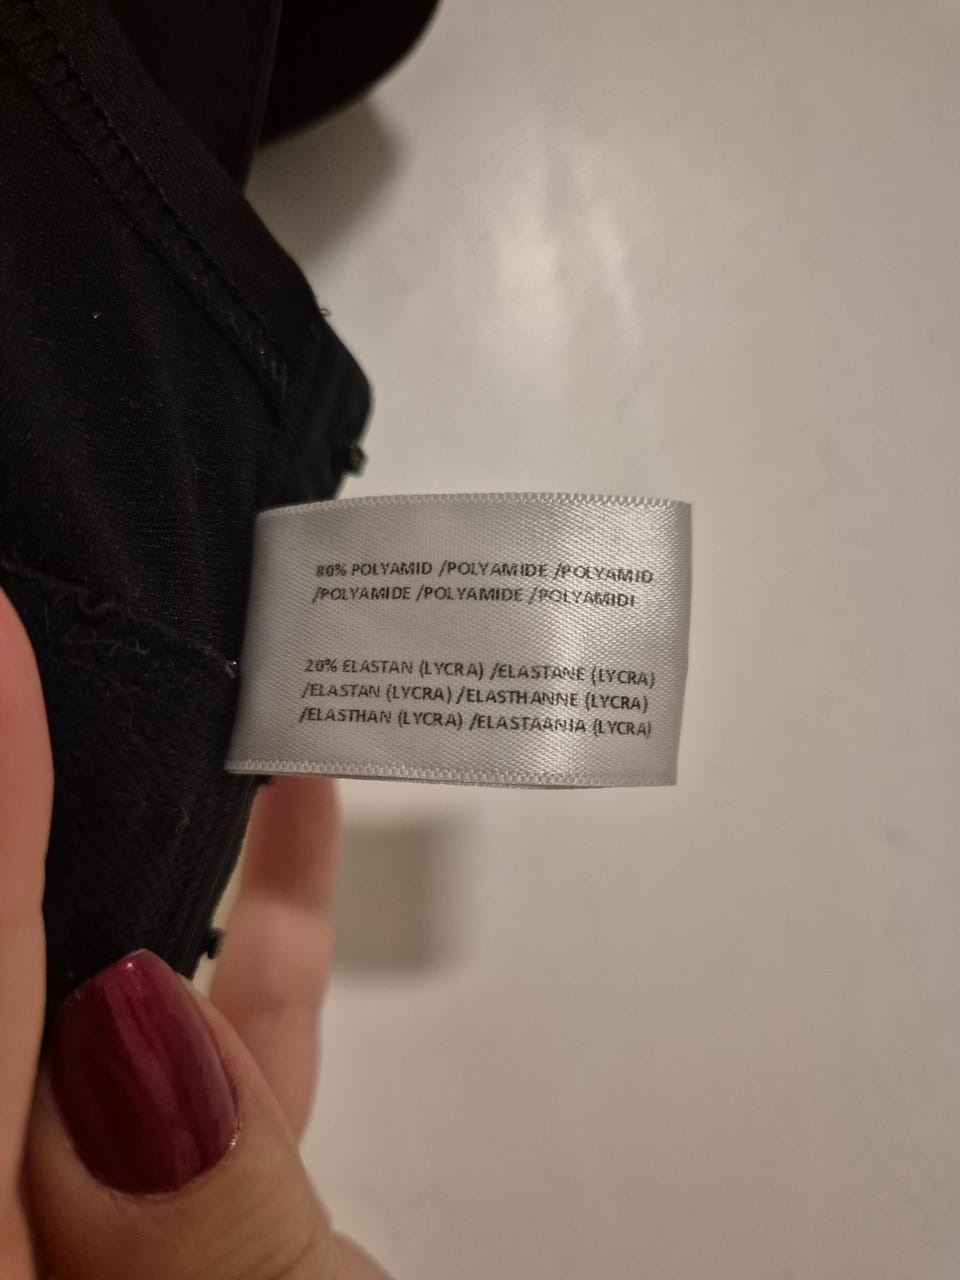 80% POLYAMID /POLYAMIDE /POLYAMID
/POLYAMIDE /POLYAMIDE /POLYAMIDI
20% ELASTAN (LYCRA) /ELASTANE (LYCRA)
/ELASTAN (LYCRA) /ELASTHANNE (LYCRA)
/ELASTHAN (LYCRA) /ELASTAANIA (LYCRA)